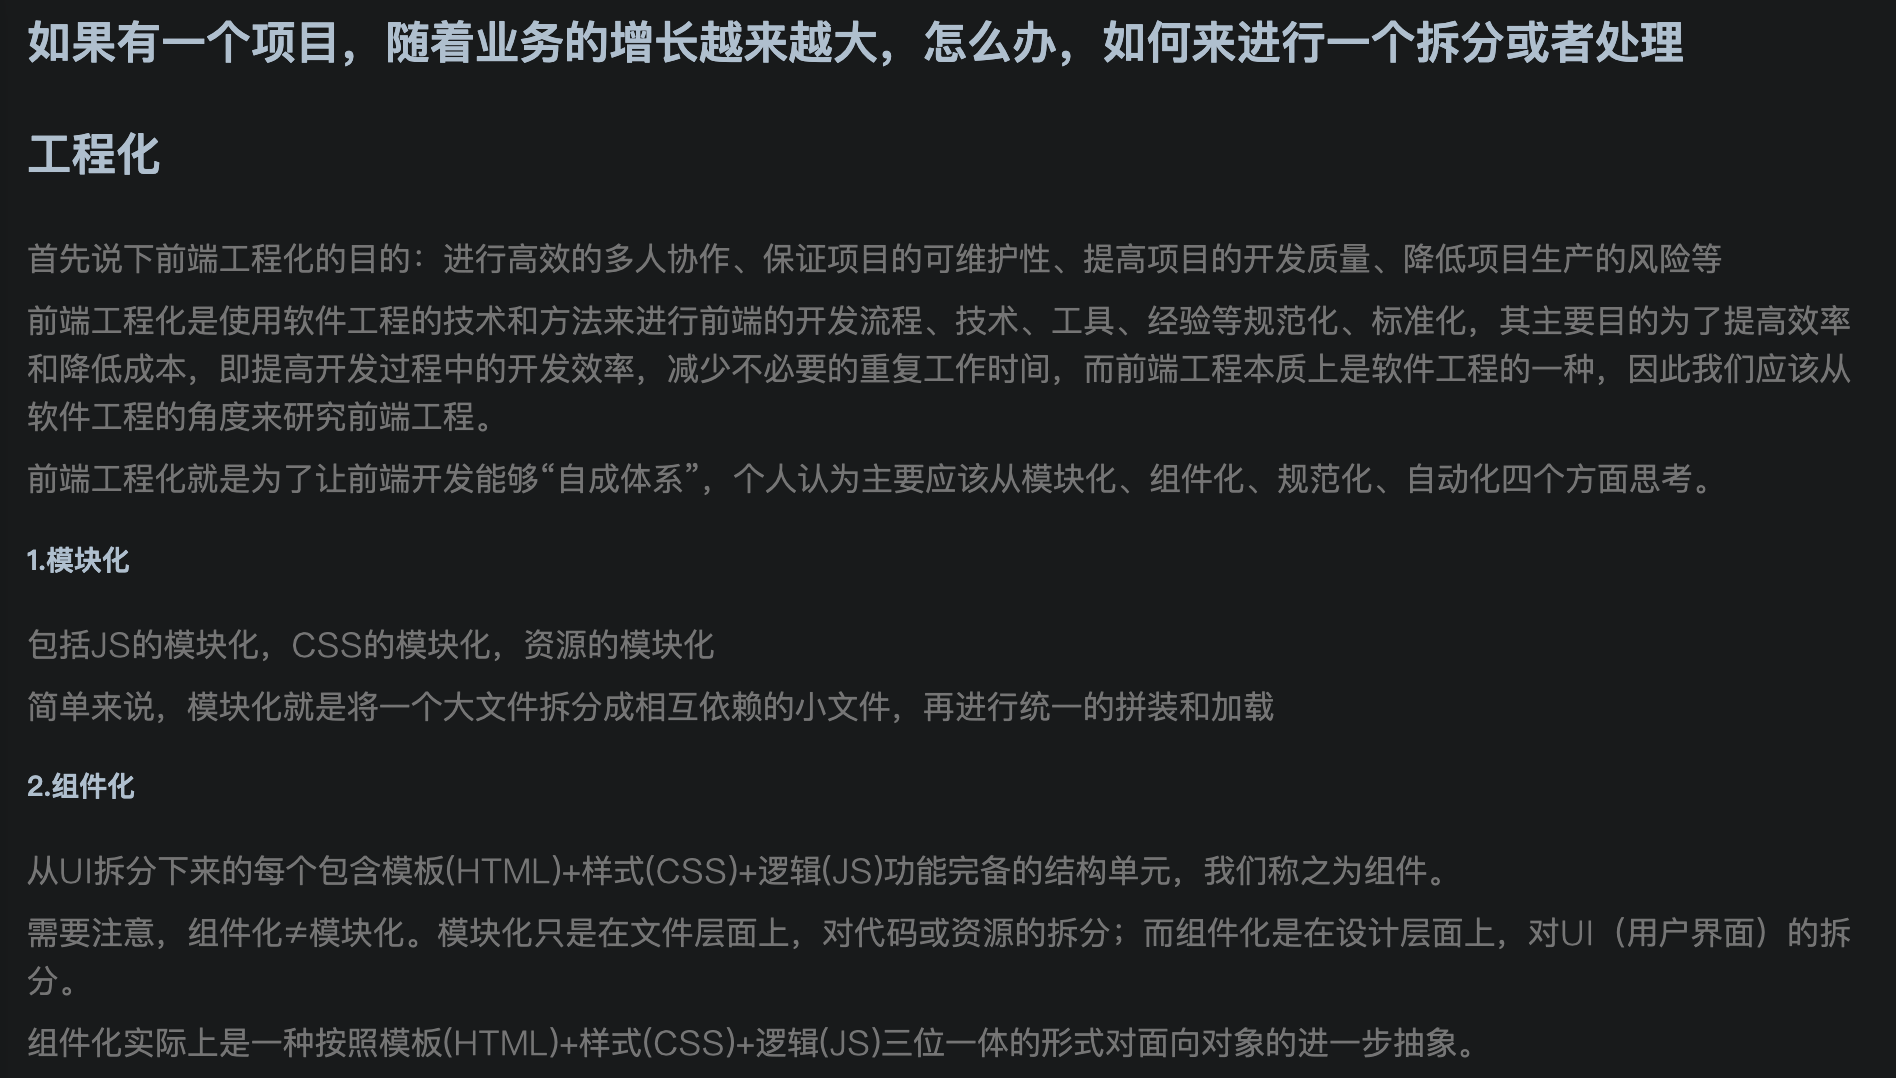 如果有一个项目，随着业务的增长越来越大，怎么办，如何来进行一个拆分或者处理
工程化
首先说下前端工程化的目的：进行高效的多人协作、保证项目的可维护性、提高项目的开发质量、降低项目生产的风险等
前端工程化是使用软件工程的技术和方法来进行前端的开发流程、技术、工具、经验等规范化、标准化，其主要目的为了提高效率
和降低成本，即提高开发过程中的开发效率，减少不必要的重复工作时间，而前端工程本质上是软件工程的一种，因此我们应该从
软件工程的角度来研究前端工程。
前端工程化就是为了让前端开发能够“自成体系”，个人认为主要应该从模块化、组件化、规范化、自动化四个方面思考。
1.模块化
包括JS的模块化，CSS的模块化，资源的模块化
简单来说，模块化就是将一个大文件拆分成相互依赖的小文件，再进行统一的拼装和加载
2.组件化
从UI拆分下来的每个包含模板(HTML)+样式(CSS)+逻辑(JS)功能完备的结构单元，我们称之为组件。
需要注意，组件化≠模块化。模块化只是在文件层面上，对代码或资源的拆分；而组件化是在设计层面上，对UI（用户界面）的拆
分。
组件化实际上是一种按照模板(HTML)+样式(CSS)+逻辑(JS)三位一体的形式对面向对象的进一步抽象。